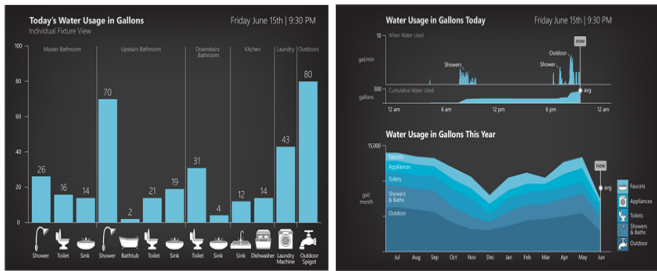 Today's Water Usage in Gallons
Friday June 15th | 9:30 PM
Individual Fixture View
Master Bathroom
Upstairs Bathroom
Downstairs Bathroom
Kitchen
Laundry
Outdoors
100
80
60
40
20
0
26
16
14
70
2
21
19
31
4
12
14
43
80
Shower
Toilet
Sink
Shower
Bathtub
Toilet
Sink
Toilet
Sink
Sink
Dishwasher
Laundry Machine
Outdoor Spigot
Water Usage in Gallons Today
Friday June 15th | 9:30 PM
10
When Water Used
gal/min
Showers
Shower
Outdoor
now
500
Cumulative Water Used
avg
gallons
12 am
6 am
12 pm
6 pm
12 am
Water Usage in Gallons This Year
15,000
gal/
month
Faucets
Appliances
Toilets
Showers
& Baths
Outdoor
now
avg
Faucets
Appliances
Toilets
Showers
& Baths
Outdoor
Jul
Aug
Sep
Oct
Nov
Dec
Jan
Feb
Mar
Apr
May
Jun